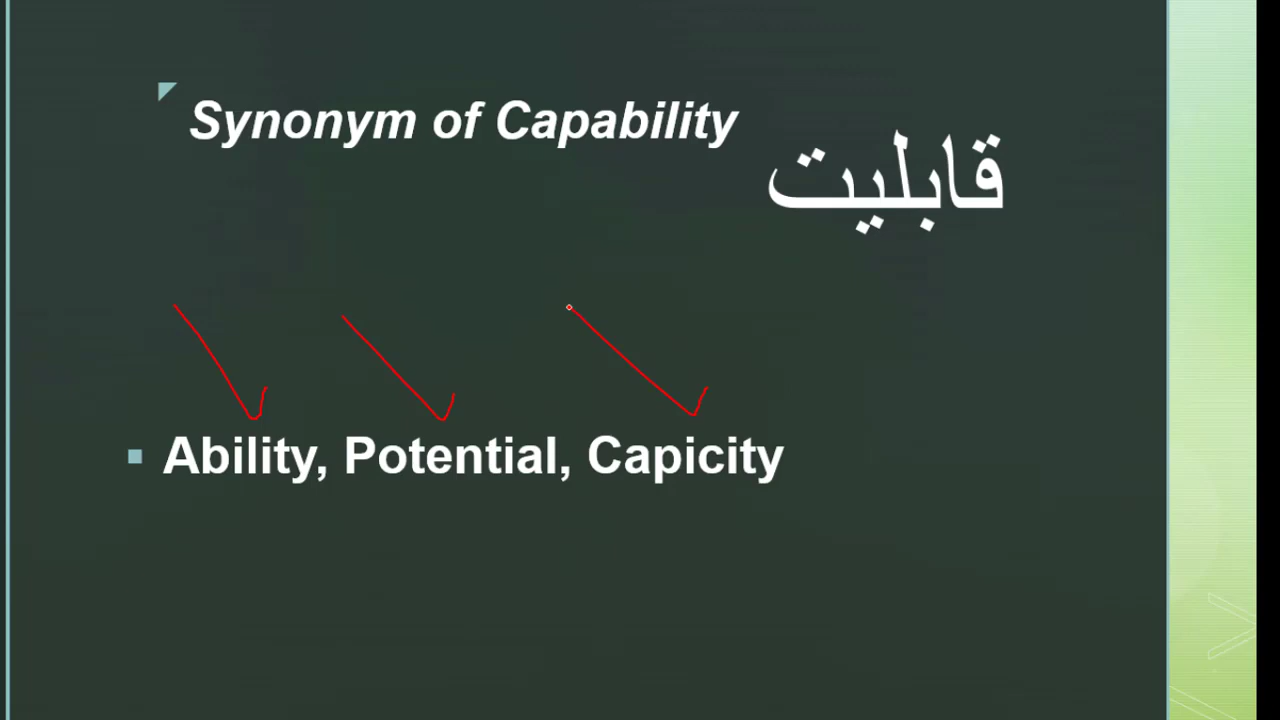 Synonym of Capability
قابلیت
Ability, Potential, Capicity